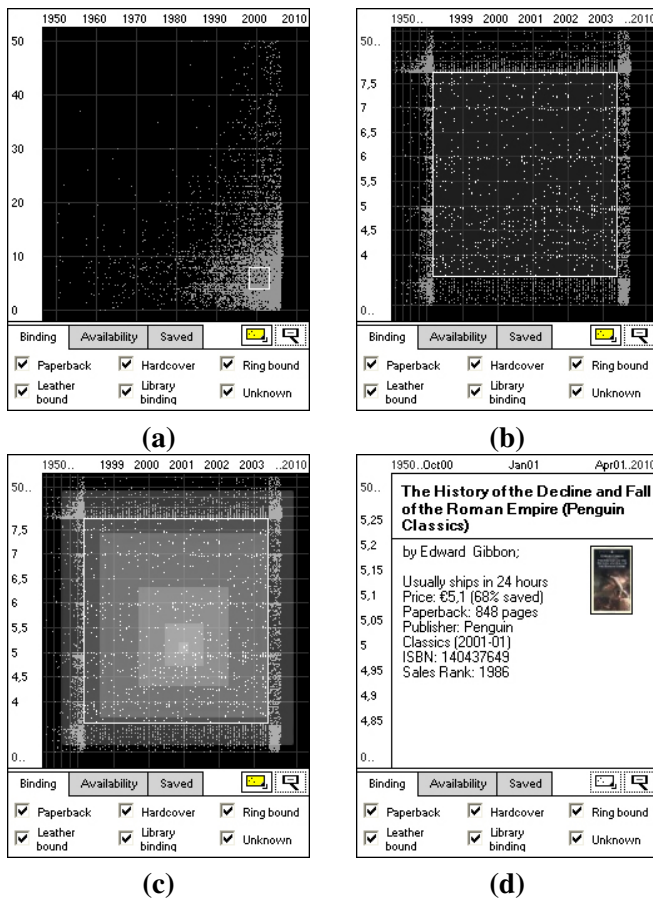 1950 1960 1970 1980 1990 2000 2010
50
40
30
20
10
0
Binding Availability Saved
Paperback Hardcover Ring bound
Leather bound Library binding Unknown
(a)
1950.. 1999 2000 2001 2002 2003 ..2010
50..
7,5
7
6,5
6
5,5
5
4,5
4
0..
Binding Availability Saved
Paperback Hardcover Ring bound
Leather bound Library binding Unknown
(b)
1950.. 1999 2000 2001 2002 2003 ..2010
50..
7,5
7
6,5
6
5,5
5
4,5
4
0..
Binding Availability Saved
Paperback Hardcover Ring bound
Leather bound Library binding Unknown
(c)
1950..Oct00 Jan01 Apr01..2010
50..
5,25
5,2
5,15
5,1
5,05
5
4,95
4,9
4,85
0..
The History of the Decline and Fall
of the Roman Empire (Penguin
Classics)
by Edward Gibbon;
Usually ships in 24 hours
Price: €5,1 (68% saved)
Paperback: 848 pages
Publisher: Penguin
Classics (2001-01)
ISBN: 140437649
Sales Rank: 1986
Binding Availability Saved
Paperback Hardcover Ring bound
Leather bound Library binding Unknown
(d)